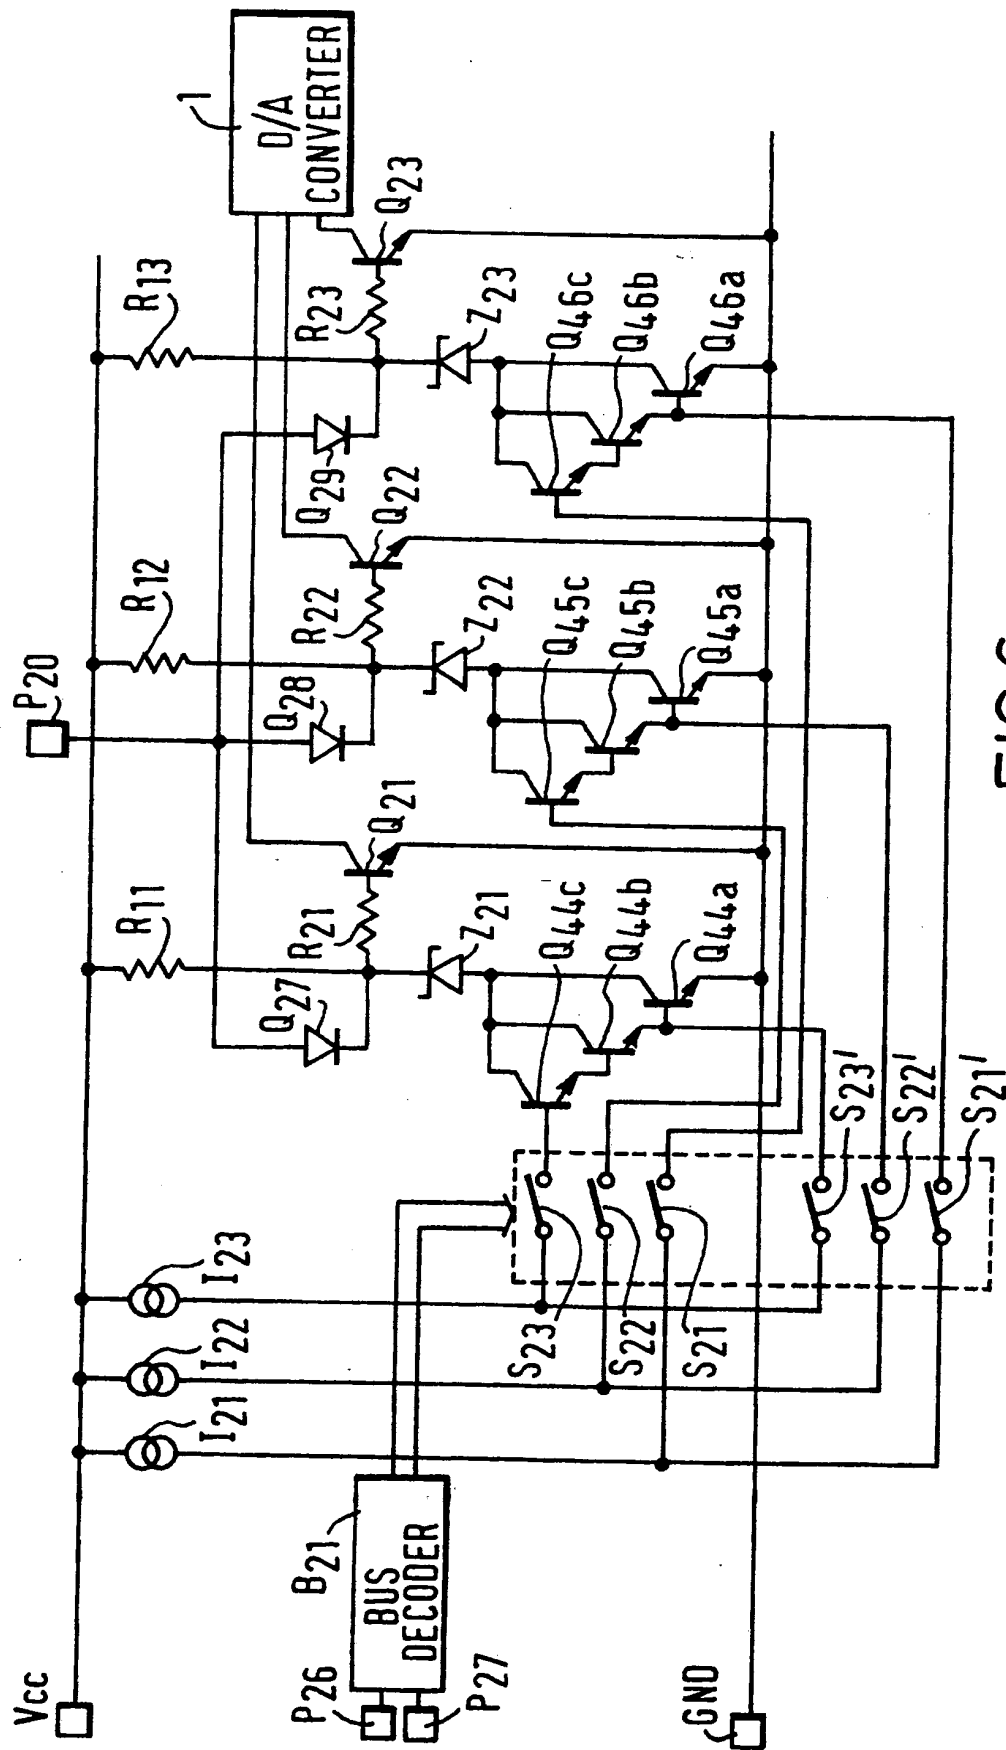 Vcc
P26
P27
GND
B21
BUS
DECODER
I21
I22
I23
S23
S22
S21
S23'
S22'
S21'
R11
Q27
R21
Q21
Z21
Q44c
Q44b
Q44a
P20
R12
Q28
R22
Q22
Z22
Q45c
Q45b
Q45a
R13
Q29
R23
Q23
Z23
Q46c
Q46b
Q46a
1
D/A
CONVERTER